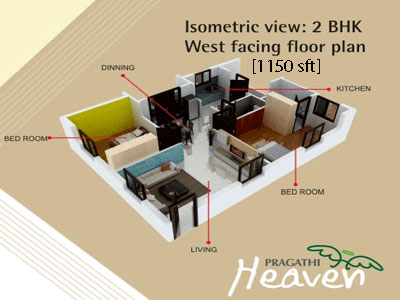 Isometric view: 2 BHK
West facing floor plan
[1150 sft]
DINNING
KITCHEN
BED ROOM
BED ROOM
LIVING
PRAGATHI
Heaven